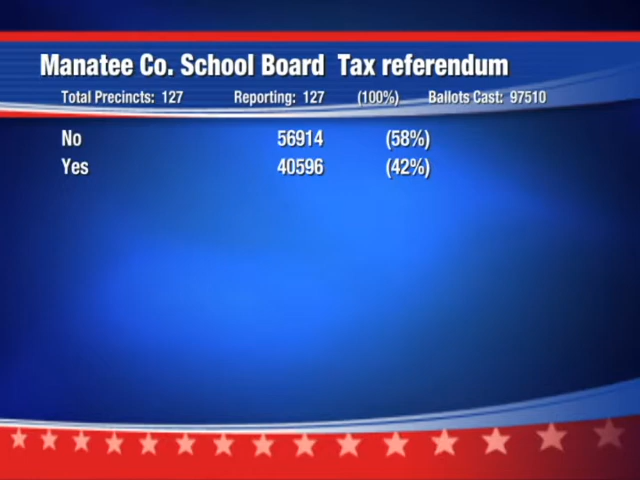 Manatee Co. School Board Tax referendum
Total Precincts: 127 Reporting: 127 (100%) Ballots Cast: 97510
No 56914 (58%)
Yes 40596 (42%)